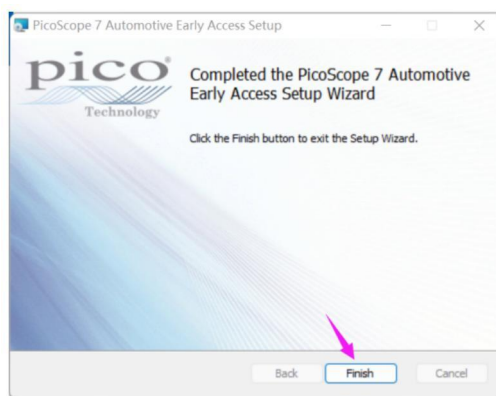 PicoScope 7 Automotive Early Access Setup
pico
Technology
Completed the PicoScope 7 Automotive
Early Access Setup Wizard
Click the Finish button to exit the Setup Wizard.
Back
Finish
Cancel